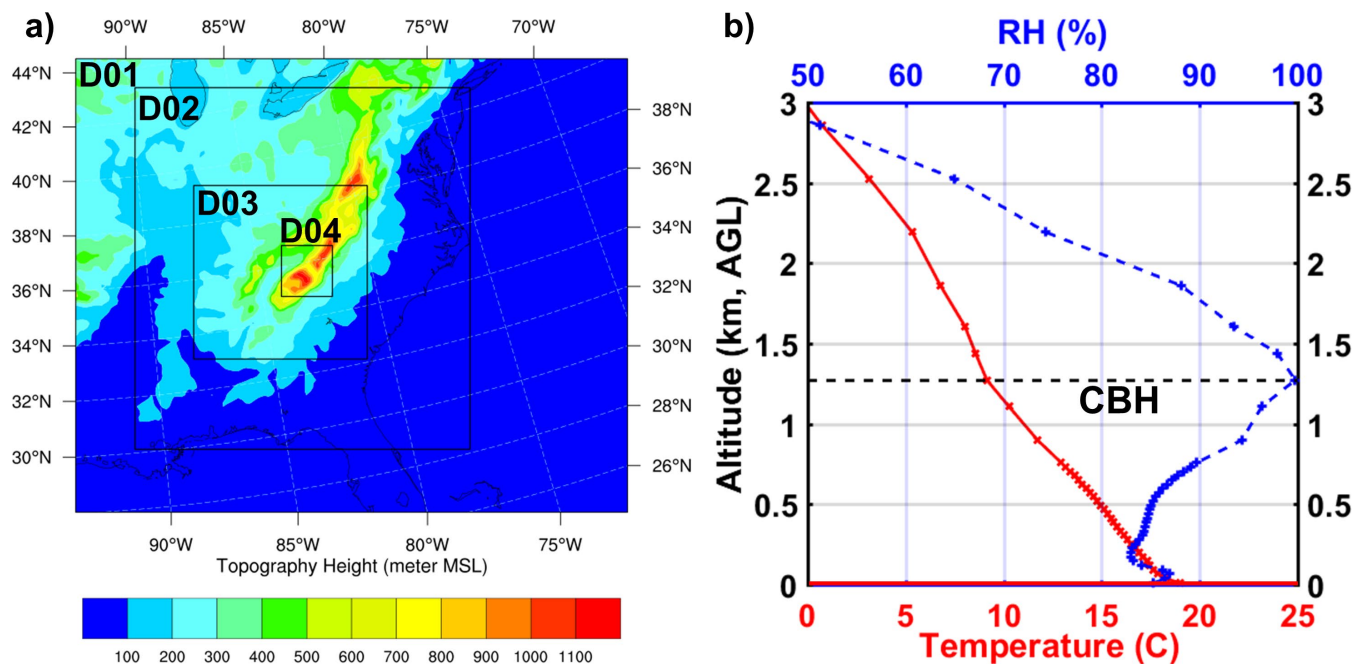 a)
90°W 85°W 80°W 75°W 70°W
44°N
42°N
40°N
38°N
36°N
34°N
32°N
30°N
D01
D02
D03
D04
38°N
36°N
34°N
32°N
30°N
28°N
26°N
90°W 85°W 80°W 75°W
Topography Height (meter MSL)
100 200 300 400 500 600 700 800 900 1000 1100
b)
RH (%)
50 60 70 80 90 100
Altitude (km, AGL)
3
2.5
2
1.5
1
0.5
0
CBH
3
2.5
2
1.5
1
0.5
0
0 5 10 15 20 25
Temperature (C)